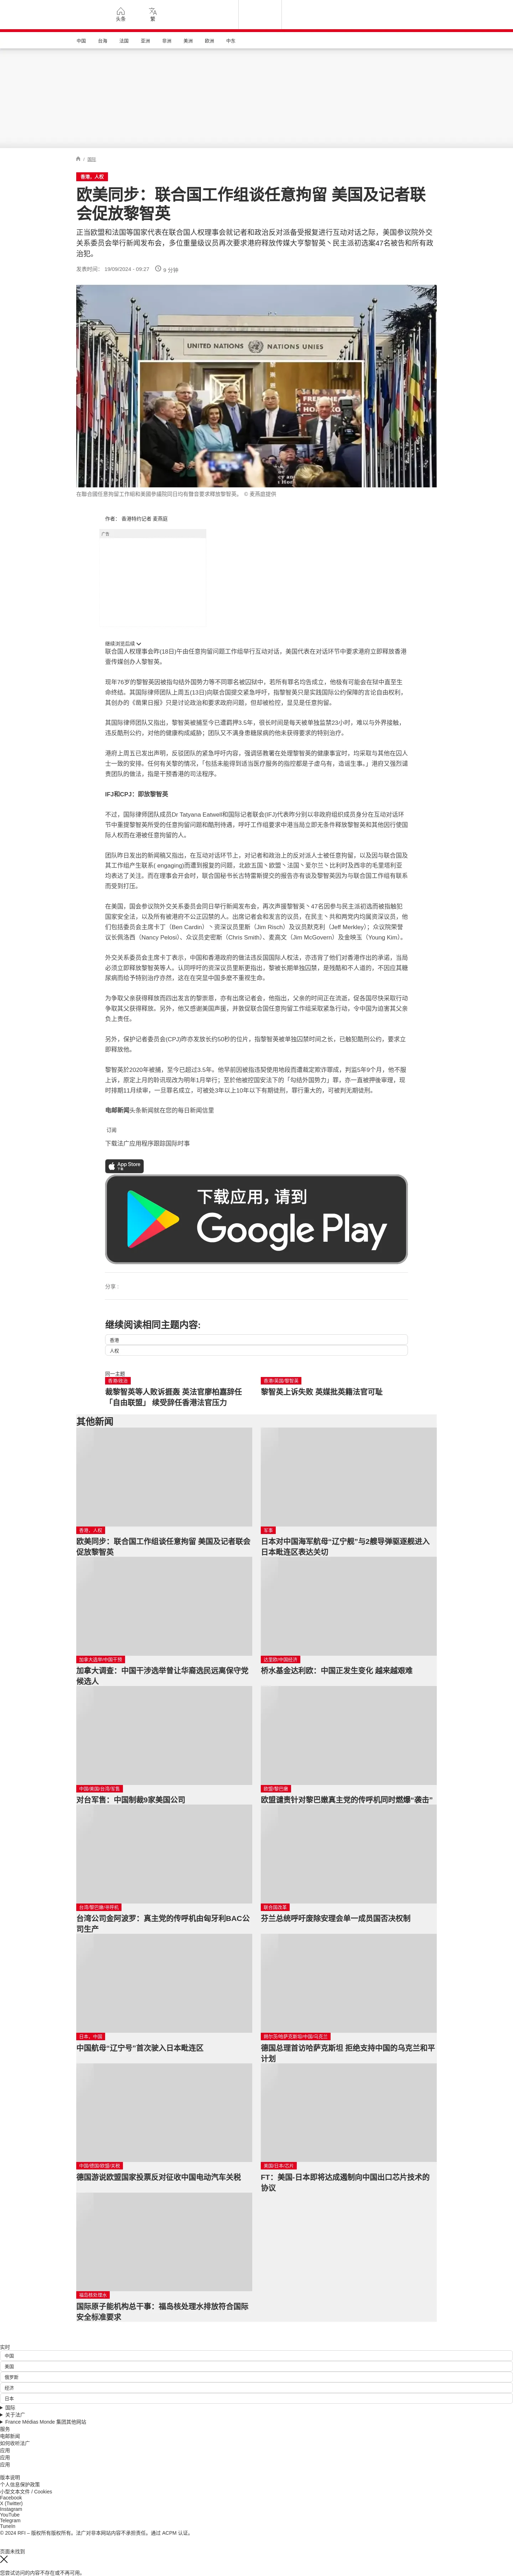 头条
繁
中国
台海
法国
亚洲
非洲
美洲
欧洲
中东
国际
香港、人权
欧美同步：联合国工作组谈任意拘留 美国及记者联
会促放黎智英
正当欧盟和法国等国家代表在联合国人权理事会就记者和政治反对派备受报复进行互动对话之际，美国参议院外交
关系委员会举行新闻发布会，多位重量级议员再次要求港府释放传媒大亨黎智英丶民主派初选案47名被告和所有政
治犯。
发表时间： 19/09/2024 - 09:27
9 分钟
UNITED NATIONS
NATIONS UNIES
在聯合國任意拘留工作組和美國參議院同日均有聲音要求釋放黎智英。 © 麦燕庭提供
作者： 香港特约记者 麦燕庭
广告
继续浏览后续
联合国人权理事会昨(18日)午由任意拘留问题工作组举行互动对话，美国代表在对话环节中要求港府立即释放香港
壹传媒创办人黎智英。
现年76岁的黎智英因被指勾结外国势力等不同罪名被囚狱中，若所有罪名均告成立，他恢有可能会在狱中直至生
命终结。其国际律师团队上周五(13日)向联合国提交紧急呼吁，指黎智英只是实践国际公约保障的言论自由权利，
其创办的《蘋果日报》只是讨论政治和要求政府问题，但却被检控，显见是任意拘留。
其国际律师团队又指出，黎智英被捕至今已遭羁押3.5年，很长时间是每天被单独监禁23小时，难以与外界接触，
违反酷刑公约，对他的健康构成威胁；团队又不满身患糖尿病的他未获得要求的特别治疗。
港府上周五已发出声明，反驳团队的紧急呼吁内容，强调惩教署在处理黎智英的健康事宜时，均采取与其他在囚人
士一致的安排、任何有关黎的情况，「包括未能得到适当医疗服务的指控都是子虚乌有，造诬生事。」港府又强烈谴
责团队的做法，指是干预香港的司法程序。
IFJ和CPJ：即放黎智英
不过，国际律师团队成员Dr Tatyana Eatwell和国际记者联会(IFJ)代表昨分别以非政府组织成员身分在互动对话环
节中重提黎智英所受的任意拘留问题和酷刑待遇，呼吁工作组要求中港当局立即无条件释放黎智英和其他因行使国
际人权而在港被任意拘留的人。
团队昨日发出的新闻稿又指出，在互动对话环节上，对记者和政治上的反对派人士被任意拘留，以及因与联合国及
其工作组产生联系( engaging)而遭到报复的问题，北欧五国丶欧盟丶法国丶爱尔兰丶比利时及西非的毛里塔利亚
均表达了关注。而在理事会开会时，联合国秘书长古特雷斯提交的报告亦有谈及黎智英因为与联合国工作组有联系
而受到打压。
在美国，国会参议院外交关系委员会同日举行新闻发布会，再次声援黎智英丶47名因参与民主派初选而被指触犯
国家安全法，以及所有被港府不公正囚禁的人。出席记者会和发言的议员，在民主丶共和两党内均属资深议员，他
们包括委员会主席卡丁（Ben Cardin）丶资深议员里斯（Jim Risch）及议员默克利（Jeff Merkley）；众议院荣誉
议长佩洛西（Nancy Pelosi）、众议员史密斯（Chris Smith）、麦高文（Jim McGovern）及金映玉（Young Kim）。
外交关系委员会主席卡丁表示，中国和香港政府的做法违反国国际人权法，亦违背了他们对香港作出的承诺，当局
必须立即释放黎智英等人。认同呼吁的资深议员里斯更指出，黎被长期单独囚禁，是残酷和不人道的，不因应其糖
尿病而给予特别治疗亦然，这在在突显中国多麽不重视生命。
为争取父亲获得释放而四出发言的黎崇恩，亦有出席记者会。他指出，父亲的时间正在流逝，促各国尽快采取行动
争取其父获得释放。另外，他又感谢美国声援，并敦促联合国任意拘留工作组采取紧急行动，令中国为迫害其父亲
负上责任。
另外，保护记者委员会(CPJ)昨亦发放长约50秒的位片，指黎智英被单独囚禁时间之长，已触犯酷刑公约，要求立
即释放他。
黎智英於2020年被捕，至今已超过3.5年。他早前因被指违契使用地段而遭裁定欺诈罪成，判监5年9个月，他不服
上诉，原定上月的聆讯现改为明年1月举行；至於他被控国安法下的「勾结外国势力」罪，亦一直被押後审理，现
时排期11月续审，一旦罪名成立，可被处3年以上10年以下有期徒刑，罪行重大的，可被判无期徒刑。
电邮新闻头条新闻就在您的每日新闻信里
订阅
下载法广应用程序跟踪国际时事
App Store
下载应用，请到
Google Play
分享：
继续阅读相同主题内容:
香港
人权
同一主题
香港/政治
裁黎智英等人败诉摄轰 英法官廖柏嘉辞任
「自由联盟」 续受辞任香港法官压力
香港/英国/黎智英
黎智英上诉失败 英媒批英籍法官可耻
其他新闻
香港、人权
欧美同步：联合国工作组谈任意拘留 美国及记者联会
促放黎智英
军事
日本对中国海军航母“辽宁舰”与2艘导弹驱逐舰进入
日本毗连区表达关切
加拿大选举/中国干预
加拿大调查：中国干涉选举曾让华裔选民远离保守党
候选人
达里欧/中国经济
桥水基金达利欧：中国正发生变化 越来越艰难
中国/美国/台湾/军售
对台军售：中国制裁9家美国公司
欧盟/黎巴嫩
欧盟谴责针对黎巴嫩真主党的传呼机同时燃爆“袭击”
台湾/黎巴嫩/寻呼机
台湾公司金阿波罗：真主党的传呼机由匈牙利BAC公
司生产
联合国改革
芬兰总统呼吁废除安理会单一成员国否决权制
日本，中国
中国航母“辽宁号”首次驶入日本毗连区
朔尔茨/哈萨克斯坦/中国/乌克兰
德国总理首访哈萨克斯坦 拒绝支持中国的乌克兰和平
计划
中国/德国/欧盟/关税
德国游说欧盟国家投票反对征收中国电动汽车关税
美国/日本/芯片
FT：美国-日本即将达成遏制向中国出口芯片技术的
协议
福岛核处理水
国际原子能机构总干事：福岛核处理水排放符合国际
安全标准要求
实时
中国
美国
俄罗斯
经济
日本
国际
关于法广
France Médias Monde 集团其他网站
服务
电邮新闻
如何收听法广
应用
应用
应用
版本说明
个人信息保护政策
小型文本文件 / Cookies
Facebook
X (Twitter)
Instagram
YouTube
Telegram
TuneIn
© 2024 RFI – 版权所有版权所有。法广对非本网站内容不承担责任。通过 ACPM 认证。
页面未找到
您尝试访问的内容不存在或不再可用。